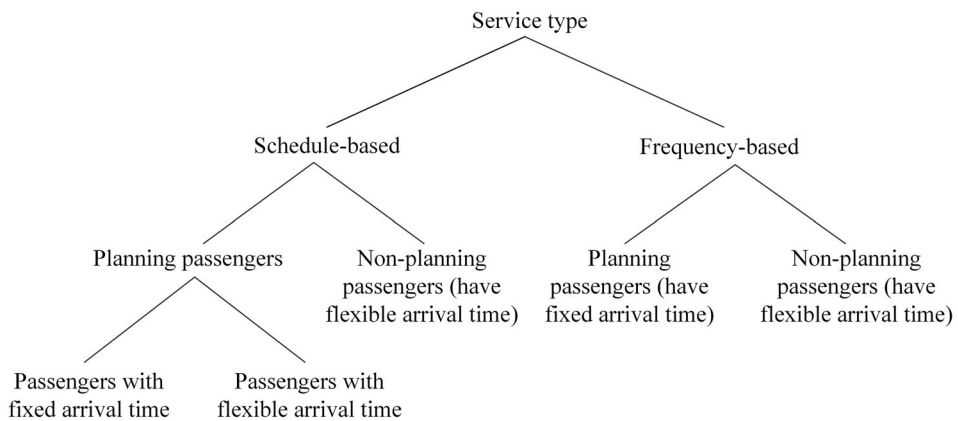 Service type
Schedule-based
Frequency-based
Planning passengers
Non-planning
passengers (have
flexible arrival time)
Planning
passengers (have
fixed arrival time)
Non-planning
passengers (have
flexible arrival time)
Passengers with
fixed arrival time
Passengers with
flexible arrival time